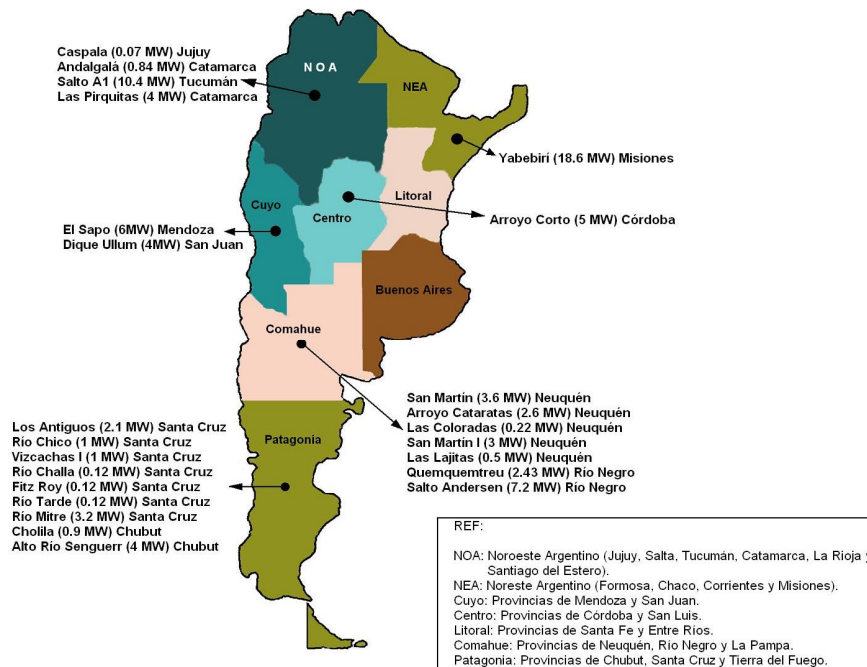 Caspala (0.07 MW) Jujuy
Andalgalá (0.84 MW) Catamarca
Salto A1 (10.4 MW) Tucumán
Las Pirquitas (4 MW) Catamarca
N O A
NEA
Yabebirí (18.6 MW) Misiones
Cuyo
Centro
Litoral
Arroyo Corto (5 MW) Córdoba
El Sapo (6MW) Mendoza
Dique Ullum (4MW) San Juan
Buenos Aires
Comahue
San Martín (3.6 MW) Neuquén
Arroyo Cataratas (2.6 MW) Neuquén
Las Coloradas (0.22 MW) Neuquén
San Martín I (3 MW) Neuquén
Las Lajitas (0.5 MW) Neuquén
Quemquemtreu (2.43 MW) Río Negro
Salto Andersen (7.2 MW) Río Negro
Patagonia
Los Antiguos (2.1 MW) Santa Cruz
Río Chico (1 MW) Santa Cruz
Vizcachas I (1 MW) Santa Cruz
Río Challa (0.12 MW) Santa Cruz
Fitz Roy (0.12 MW) Santa Cruz
Río Tarde (0.12 MW) Santa Cruz
Río Mitre (3.2 MW) Santa Cruz
Cholila (0.9 MW) Chubut
Alto Río Senguerr (4 MW) Chubut
REF:
NOA: Noroeste Argentino (Jujuy, Salta, Tucumán, Catamarca, La Rioja y
Santiago del Estero).
NEA: Noreste Argentino (Formosa, Chaco, Corrientes y Misiones).
Cuyo: Provincias de Mendoza y San Juan.
Centro: Provincias de Córdoba y San Luis.
Litoral: Provincias de Santa Fe y Entre Ríos.
Comahue: Provincias de Neuquén, Río Negro y La Pampa.
Patagonia: Provincias de Chubut, Santa Cruz y Tierra del Fuego.